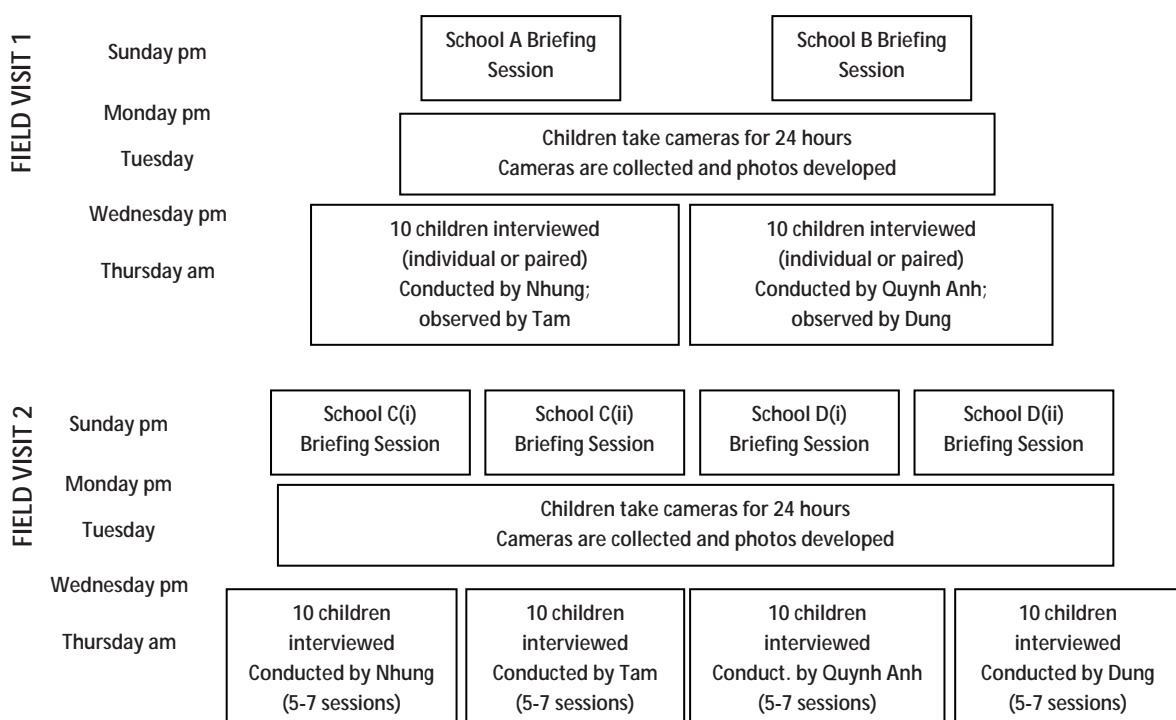 FIELD VISIT 1
Sunday pm
School A Briefing
Session
School B Briefing
Session
Monday pm
Tuesday
Children take cameras for 24 hours
Cameras are collected and photos developed
Wednesday pm
Thursday am
10 children interviewed
(individual or paired)
Conducted by Nhung;
observed by Tam
10 children interviewed
(individual or paired)
Conducted by Quynh Anh;
observed by Dung
FIELD VISIT 2
Sunday pm
School C(i)
Briefing Session
School C(ii)
Briefing Session
School D(i)
Briefing Session
School D(ii)
Briefing Session
Monday pm
Tuesday
Children take cameras for 24 hours
Cameras are collected and photos developed
Wednesday pm
Thursday am
10 children
interviewed
Conducted by Nhung
(5-7 sessions)
10 children
interviewed
Conducted by Tam
(5-7 sessions)
10 children
interviewed
Conduct. by Quynh Anh
(5-7 sessions)
10 children
interviewed
Conducted by Dung
(5-7 sessions)